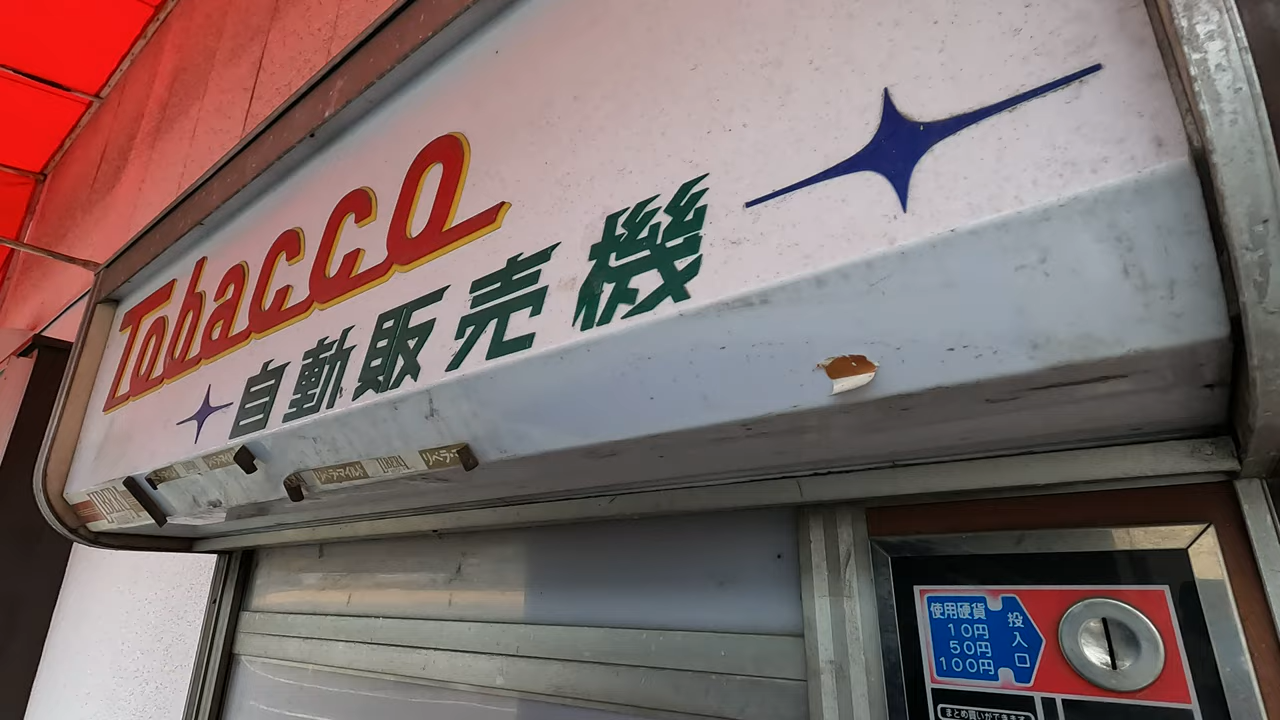 Tobacco
自動販売機
使用硬貨
10円
50円
100円
投入口
まとめ買いができます